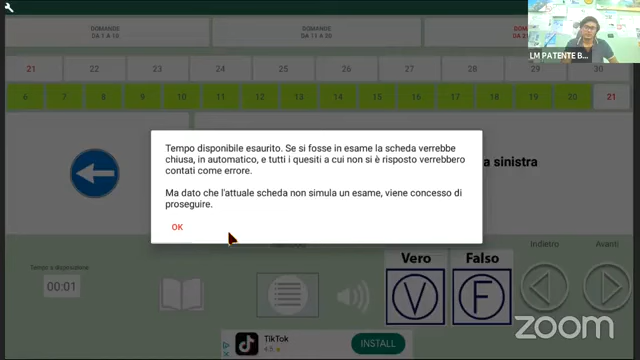 DOMANDE
DA 1 A 10
DOMANDE
DA 11 A 20
DOMANDE
LM PATENTE B...
21 22 23 24 25 26 27 28 29 30
6 7 8 9 10 11 12 13 14 15 16 17 18 19 20 21
Tempo disponibile esaurito. Se si fosse in esame la scheda verrebbe
chiusa, in automatico, e tutti i quesiti a cui non si è risposto verrebbero
contati come errore.
Ma dato che l'attuale scheda non simula un esame, viene concesso di
proseguire.
OK
a sinistra
Tempo a disposizione
00:01
Vero
Falso
V
F
Indietro
Avanti
TikTok
INSTALL
zoom